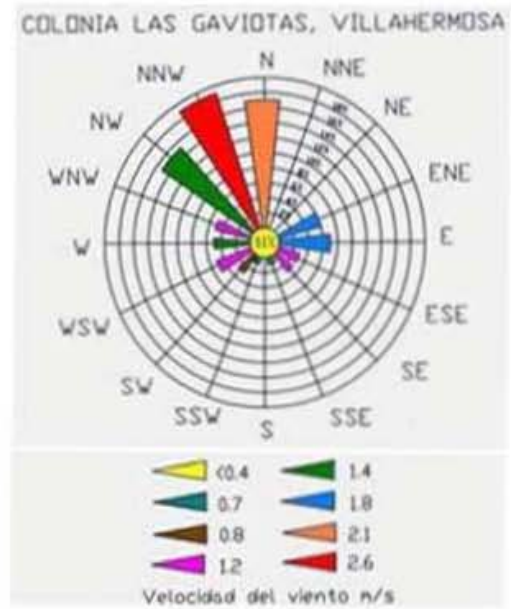 COLONIA LAS GAVIOTAS, VILLAHERMOSA
N
NNW NNE
NW NE
WNW ENE
W E
WSW ESE
SW SE
SSW SSE
S
<0.4 1.4
0.7 1.8
0.8 2.1
1.2 2.6
Velocidad del viento m/s